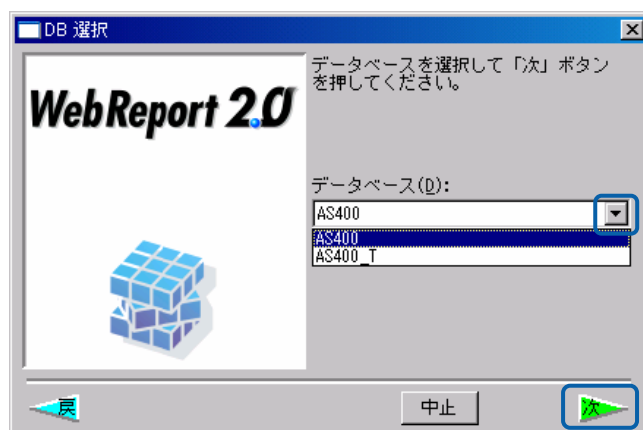 DB 選択
データベースを選択して「次」ボタン
を押してください。
WebReport 2.0
データベース(D):
AS400
AS400
AS400_T
戻
中止
次